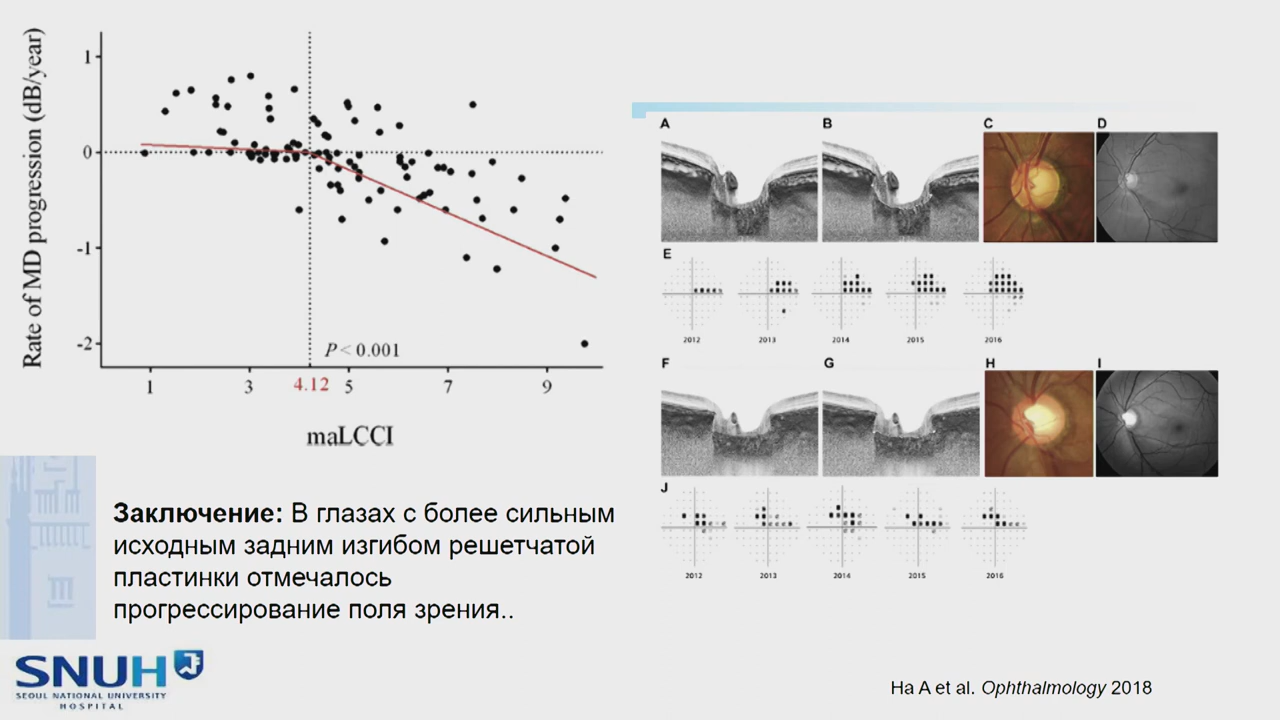 Rate of MD progression (dB/year)
1
0
-1
-2
P < 0.001
1
3
4.12
5
7
9
maLCCI
A
B
C
D
E
2012
2013
2014
2015
2016
F
G
H
I
J
2012
2013
2014
2015
2016
Заключение: В глазах с более сильным
исходным задним изгибом решетчатой
пластинки отмечалось
прогрессирование поля зрения..
SNUH
SEOUL NATIONAL UNIVERSITY
HOSPITAL
Ha A et al. Ophthalmology 2018